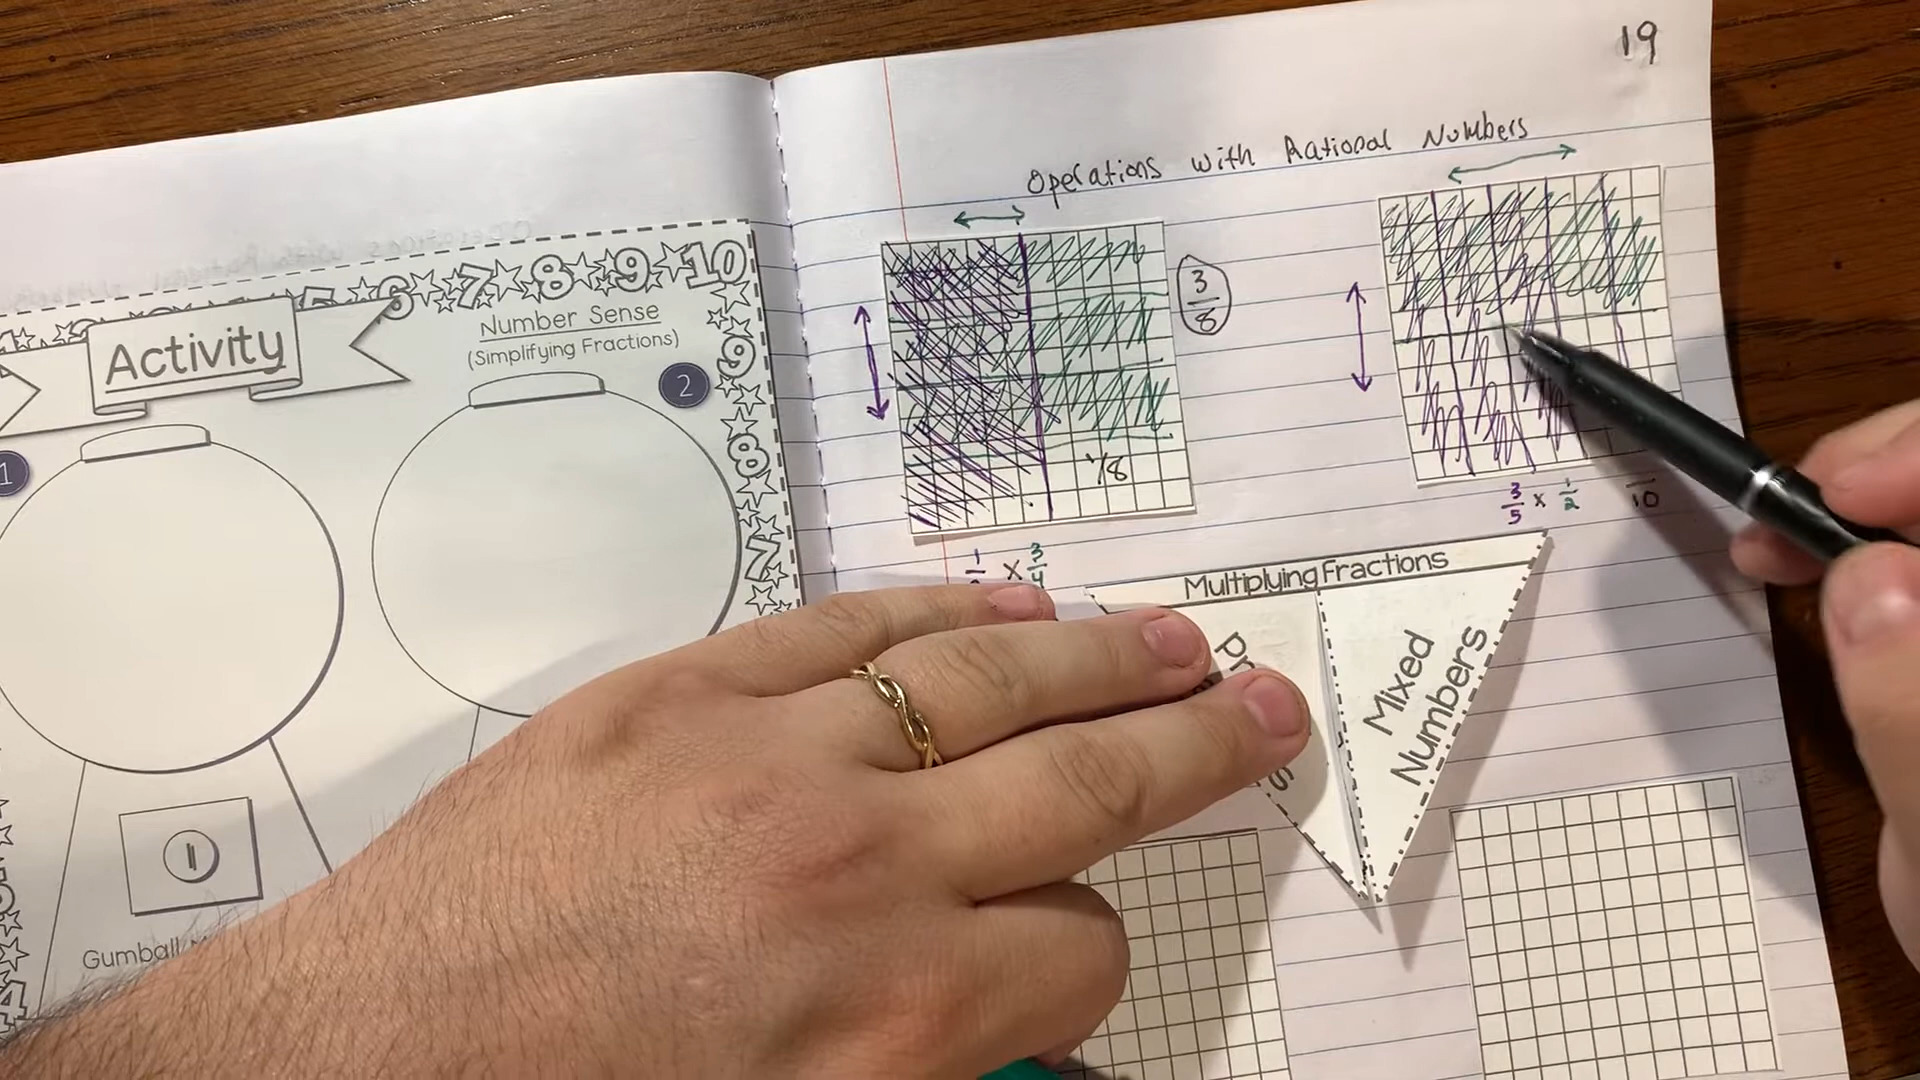 6 7 8 9 10
9
8
7
Activity
Number Sense
(Simplifying Fractions)
1
2
Gumball
4
19
Operations with Rational Numbers
3/8
1/8
1 x 3/4
3/5 x 1/2
10
Multiplying Fractions
Mixed
Numbers